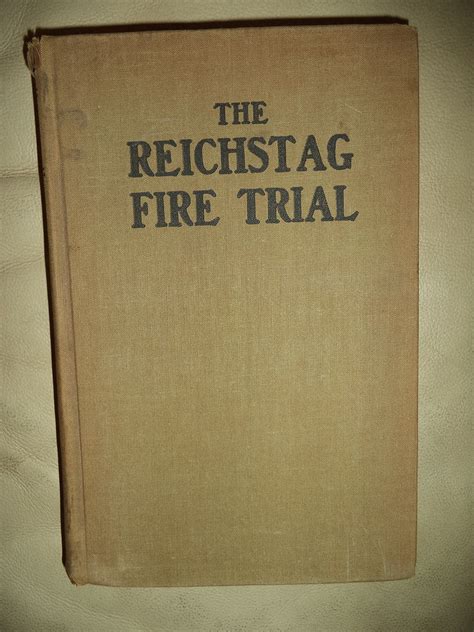 THE
REICHSTAG
FIRE TRIAL